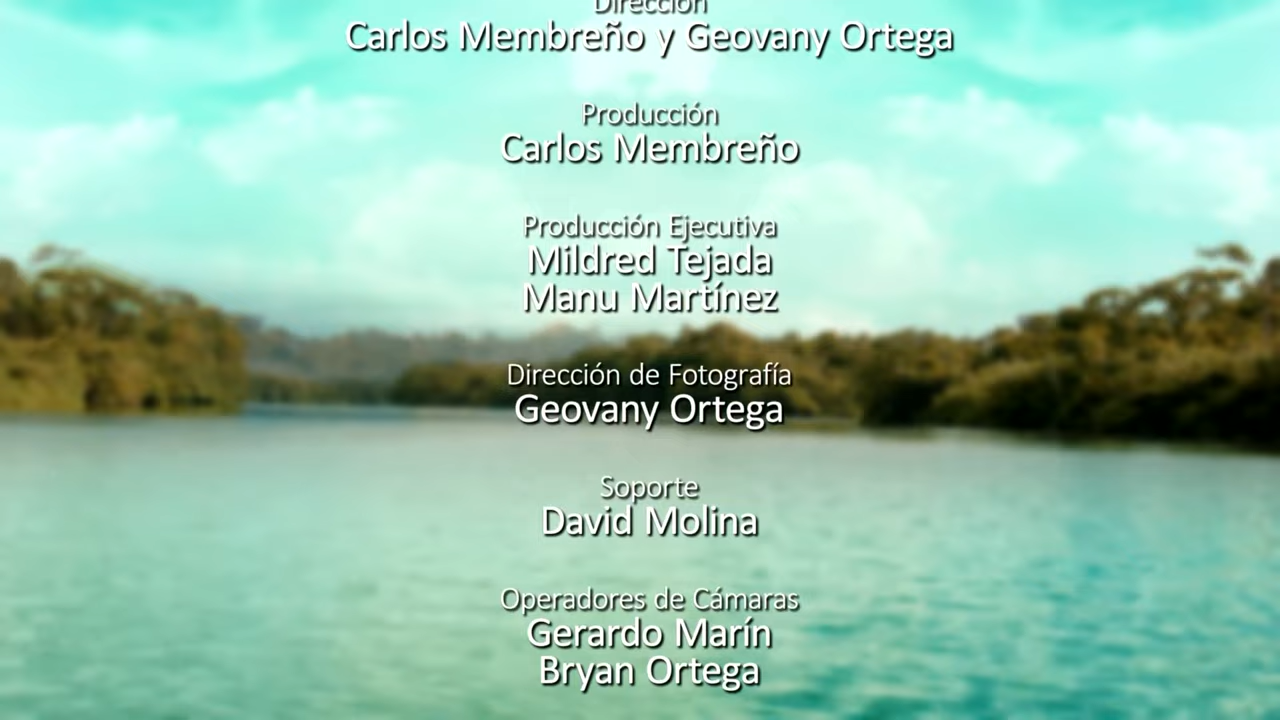 Dirección
Carlos Membreño y Geovany Ortega
Producción
Carlos Membreño
Producción Ejecutiva
Mildred Tejada
Manu Martínez
Dirección de Fotografía
Geovany Ortega
Soporte
David Molina
Operadores de Cámaras
Gerardo Marín
Bryan Ortega